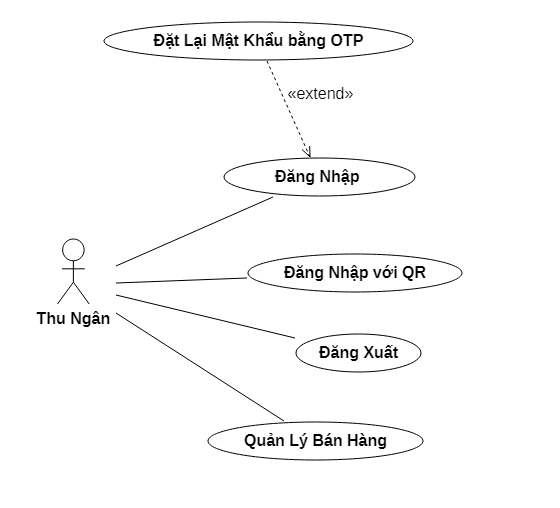 Đặt Lại Mật Khẩu bằng OTP
«extend»
Đăng Nhập
Đăng Nhập với QR
Thu Ngân
Đăng Xuất
Quản Lý Bán Hàng